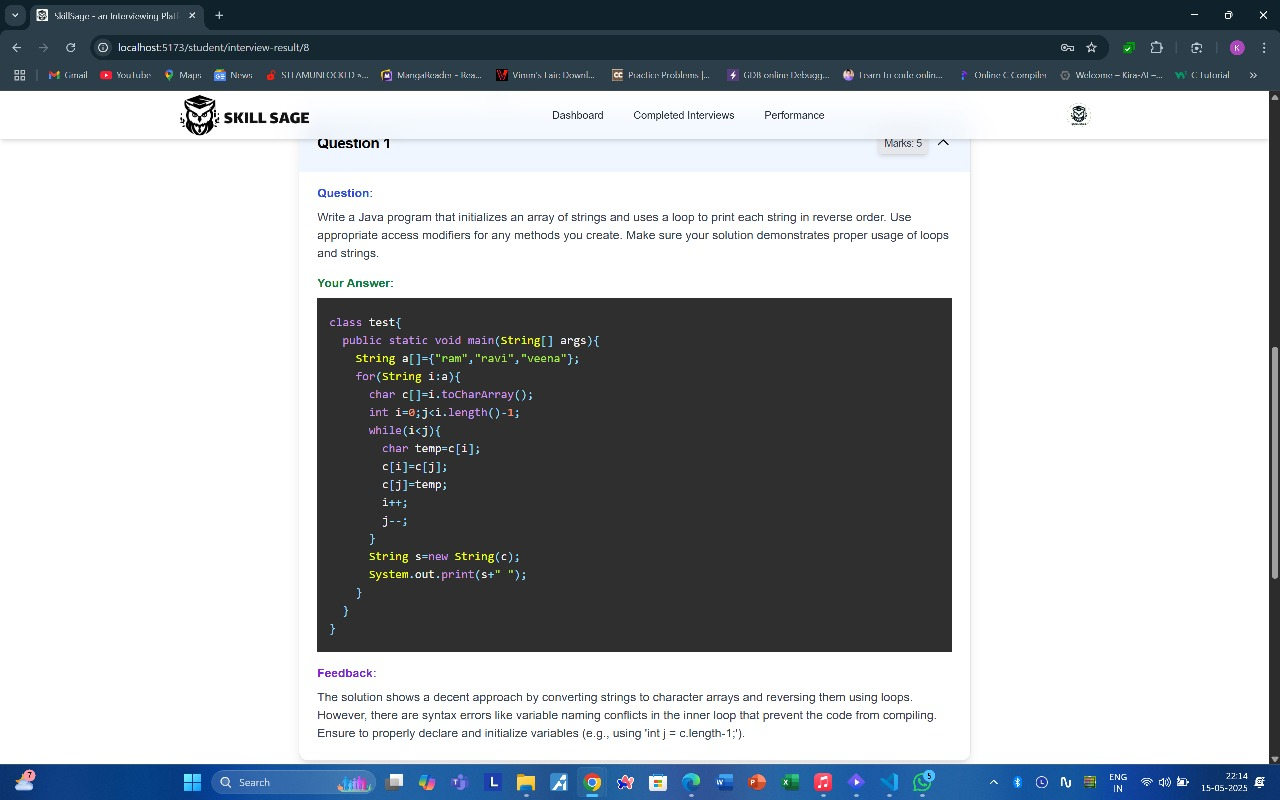 SkillSage - an Interviewing Platf
localhost:5173/student/interview-result/8
K
Gmail
YouTube
Maps
News
STEAMUNLOCKED »...
MangaReader - Rea...
Vimm's Lair: Downl...
Practice Problems |...
GDB online Debugg...
Learn to code onlin...
Online C Compiler
Welcome – Kira-AI –...
C Tutorial
»
SKILL SAGE
Dashboard
Completed Interviews
Performance
Question 1
Marks: 5
Question:
Write a Java program that initializes an array of strings and uses a loop to print each string in reverse order. Use
appropriate access modifiers for any methods you create. Make sure your solution demonstrates proper usage of loops
and strings.
Your Answer:
class test{
  public static void main(String[] args){
    String a[]={"ram","ravi","veena"};
    for(String i:a){
      char c[]=i.toCharArray();
      int i=0;j<i.length()-1;
      while(i<j){
        char temp=c[i];
        c[i]=c[j];
        c[j]=temp;
        i++;
        j--;
      }
      String s=new String(c);
      System.out.print(s+" ");
    }
  }
}
Feedback:
The solution shows a decent approach by converting strings to character arrays and reversing them using loops.
However, there are syntax errors like variable naming conflicts in the inner loop that prevent the code from compiling.
Ensure to properly declare and initialize variables (e.g., using 'int j = c.length-1;').
7
Search
L
5
ENG
IN
22:14
15-05-2025